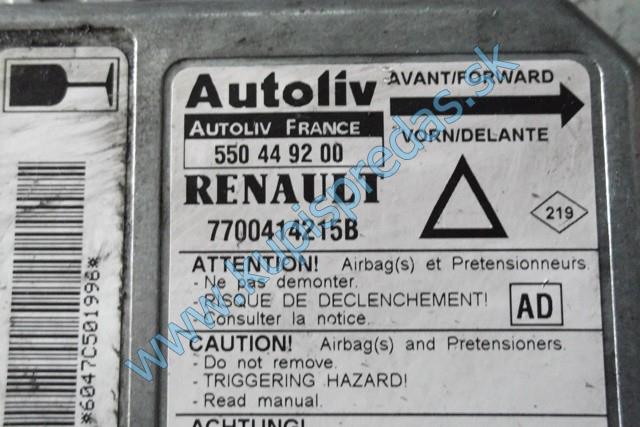 Autoliv
AUTOLIV FRANCE
550 44 92 00
RENAULT
7700414215B
AVANT/FORWARD
VORN/DELANTE
219
ATTENTION! Airbag(s) et Pretensionneurs.
- Ne pas demonter.
- RISQUE DE DECLENCHEMENT!
- Consulter la notice.
AD
CAUTION! Airbag(s) and Pretensioners.
- Do not remove.
- TRIGGERING HAZARD!
- Read manual.
ACHTUNG!
*6047C501996*
www.kupispredas.sk